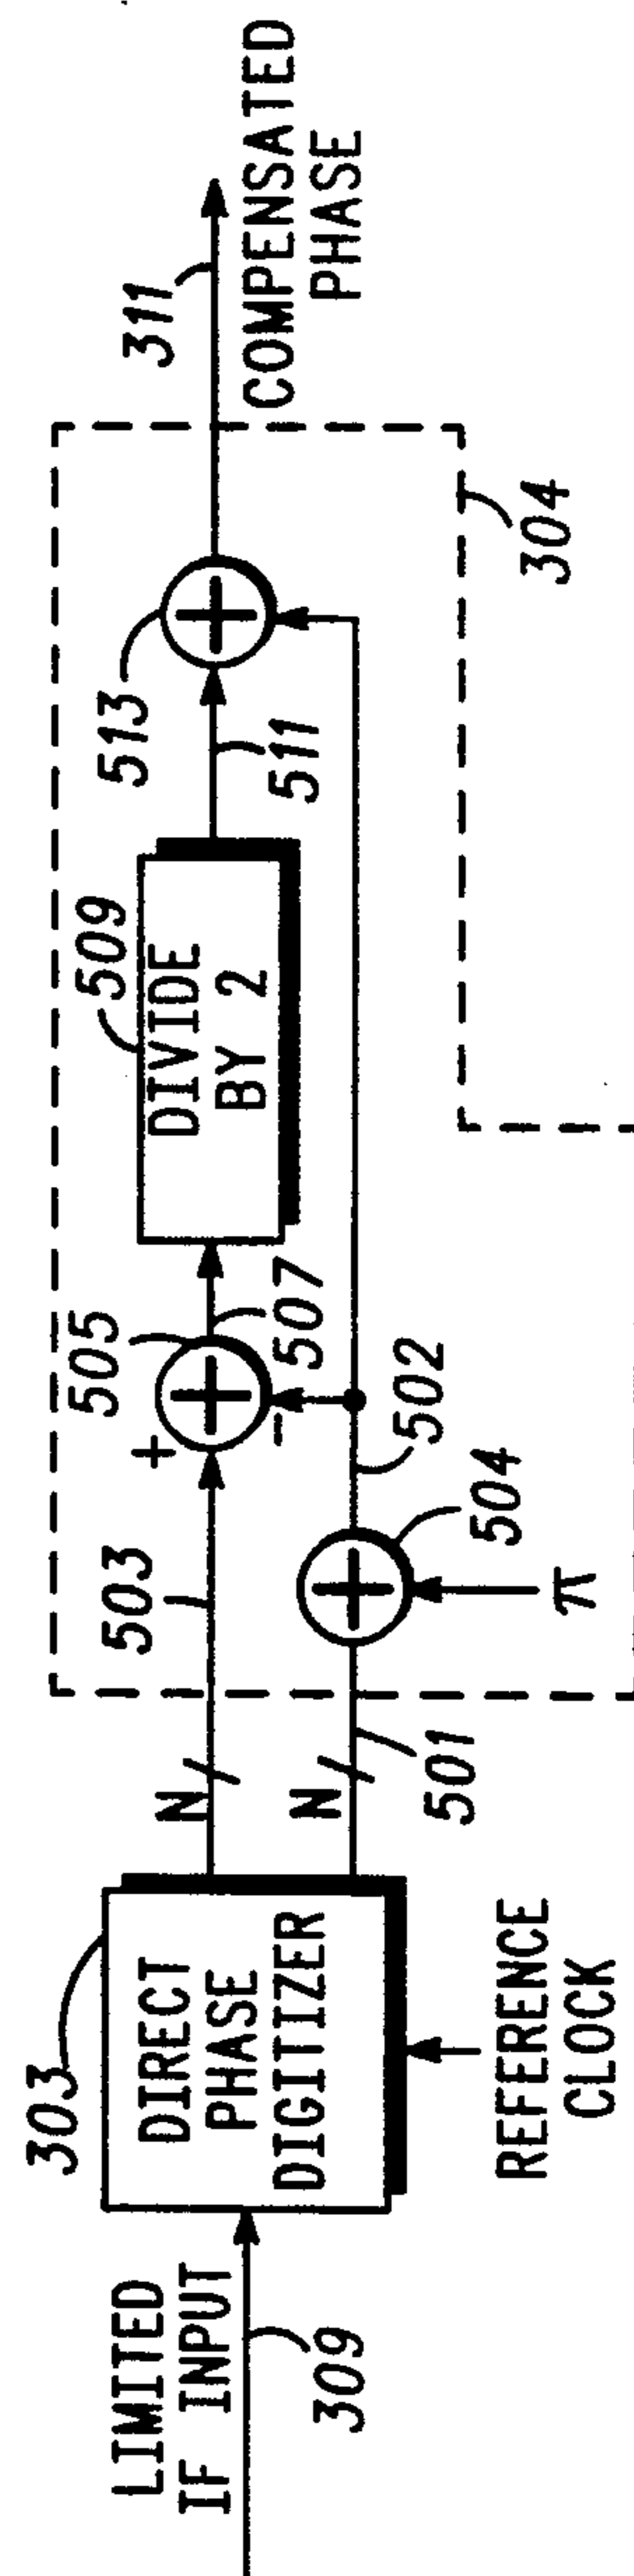 LIMITED
IF INPUT
309
303
DIRECT
PHASE
DIGITIZER
REFERENCE
CLOCK
N
N
501
503
504
π
502
+
-
505
507
509
DIVIDE
BY 2
511
513
304
311
COMPENSATED
PHASE